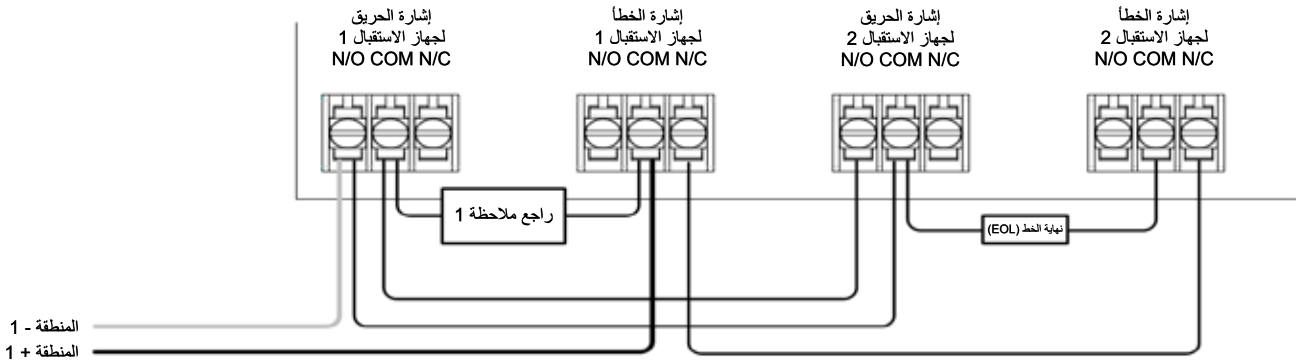 إشارة الحريق
لجهاز الاستقبال 1
N/O COM N/C
إشارة الخطأ
لجهاز الاستقبال 1
N/O COM N/C
إشارة الحريق
لجهاز الاستقبال 2
N/O COM N/C
إشارة الخطأ
لجهاز الاستقبال 2
N/O COM N/C
راجع ملاحظة 1
نهاية الخط (EOL)
المنطقة - 1
المنطقة + 1